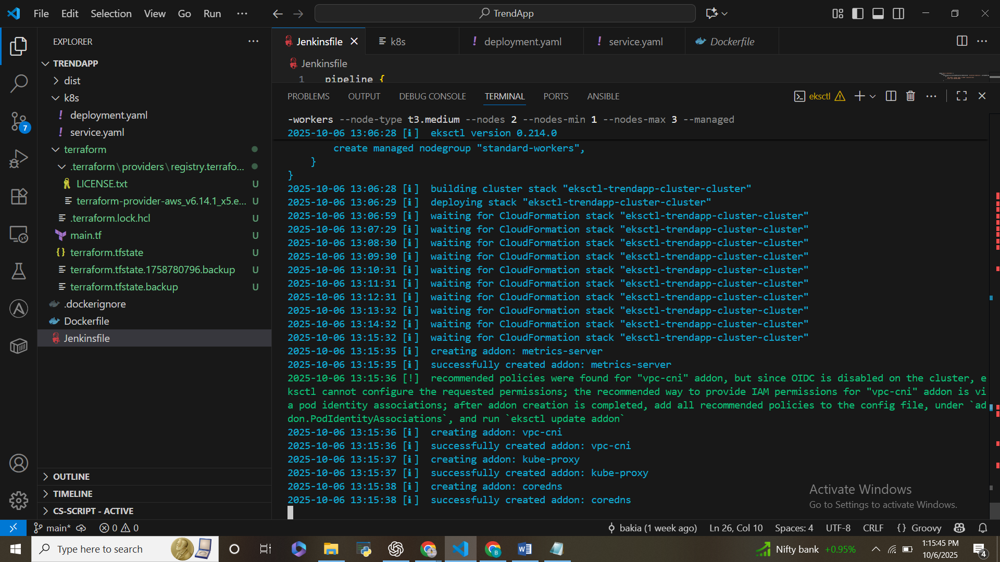 File Edit Selection View Go Run ···
TrendApp
EXPLORER
TRENDAPP
dist
k8s
! deployment.yaml
! service.yaml
terraform
.terraform\providers\registry.terrafo...
LICENSE.txt U
terraform-provider-aws_v6.14.1_x5.e... U
.terraform.lock.hcl U
main.tf U
{} terraform.tfstate U
terraform.tfstate.1758780796.backup U
terraform.tfstate.backup U
.dockerignore
Dockerfile
Jenkinsfile
OUTLINE
TIMELINE
CS-SCRIPT - ACTIVE
7
Jenkinsfile k8s ! deployment.yaml ! service.yaml Dockerfile
Jenkinsfile
1 pipeline {
PROBLEMS OUTPUT DEBUG CONSOLE TERMINAL PORTS ANSIBLE
eksctl
-workers --node-type t3.medium --nodes 2 --nodes-min 1 --nodes-max 3 --managed
2025-10-06 13:06:28 [ℹ]  eksctl version 0.214.0
create managed nodegroup "standard-workers",
}
}
2025-10-06 13:06:28 [ℹ]  building cluster stack "eksctl-trendapp-cluster-cluster"
2025-10-06 13:06:29 [ℹ]  deploying stack "eksctl-trendapp-cluster-cluster"
2025-10-06 13:06:59 [ℹ]  waiting for CloudFormation stack "eksctl-trendapp-cluster-cluster"
2025-10-06 13:07:29 [ℹ]  waiting for CloudFormation stack "eksctl-trendapp-cluster-cluster"
2025-10-06 13:08:30 [ℹ]  waiting for CloudFormation stack "eksctl-trendapp-cluster-cluster"
2025-10-06 13:09:30 [ℹ]  waiting for CloudFormation stack "eksctl-trendapp-cluster-cluster"
2025-10-06 13:10:31 [ℹ]  waiting for CloudFormation stack "eksctl-trendapp-cluster-cluster"
2025-10-06 13:11:31 [ℹ]  waiting for CloudFormation stack "eksctl-trendapp-cluster-cluster"
2025-10-06 13:12:31 [ℹ]  waiting for CloudFormation stack "eksctl-trendapp-cluster-cluster"
2025-10-06 13:13:32 [ℹ]  waiting for CloudFormation stack "eksctl-trendapp-cluster-cluster"
2025-10-06 13:14:32 [ℹ]  waiting for CloudFormation stack "eksctl-trendapp-cluster-cluster"
2025-10-06 13:15:32 [ℹ]  waiting for CloudFormation stack "eksctl-trendapp-cluster-cluster"
2025-10-06 13:15:35 [ℹ]  creating addon: metrics-server
2025-10-06 13:15:35 [ℹ]  successfully created addon: metrics-server
2025-10-06 13:15:36 [!]  recommended policies were found for "vpc-cni" addon, but since OIDC is disabled on the cluster, e
ksctl cannot configure the requested permissions; the recommended way to provide IAM permissions for "vpc-cni" addon is vi
a pod identity associations; after addon creation is completed, add all recommended policies to the config file, under `ad
don.PodIdentityAssociations`, and run `eksctl update addon`
2025-10-06 13:15:36 [ℹ]  creating addon: vpc-cni
2025-10-06 13:15:36 [ℹ]  successfully created addon: vpc-cni
2025-10-06 13:15:37 [ℹ]  creating addon: kube-proxy
2025-10-06 13:15:37 [ℹ]  successfully created addon: kube-proxy
2025-10-06 13:15:38 [ℹ]  creating addon: coredns
2025-10-06 13:15:38 [ℹ]  successfully created addon: coredns
Activate Windows
Go to Settings to activate Windows.
main* 0 0 bakia (1 week ago) Ln 26, Col 10 Spaces: 4 UTF-8 CRLF {} Groovy
Type here to search
Nifty bank +0.95%
1:15:45 PM
10/6/2025
4